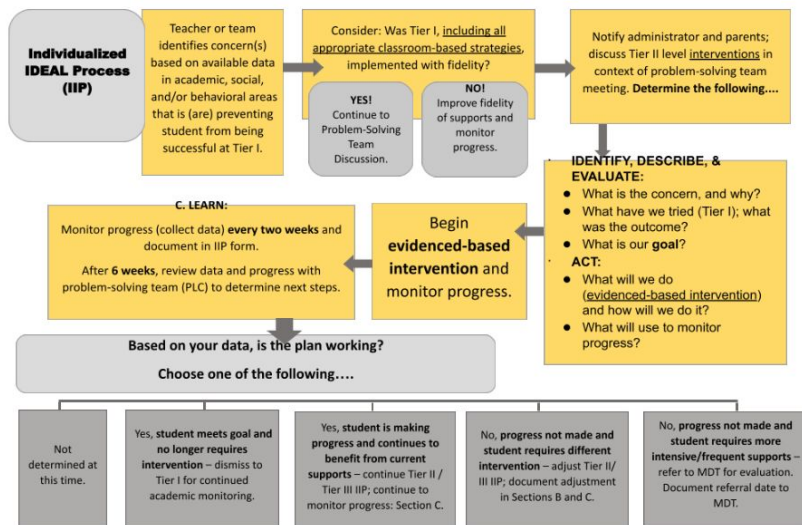 Individualized
IDEAL Process
(IIP)
Teacher or team
identifies concern(s)
based on available data
in academic, social,
and/or behavioral areas
that is (are) preventing
student from being
successful at Tier I.
Consider: Was Tier I, including all
appropriate classroom-based strategies,
implemented with fidelity?
YES!
Continue to
Problem-Solving
Team
Discussion.
NO!
Improve fidelity
of supports and
monitor
progress.
Notify administrator and parents;
discuss Tier II level interventions in
context of problem-solving team
meeting. Determine the following....
· IDENTIFY, DESCRIBE, &
EVALUATE:
● What is the concern, and why?
● What have we tried (Tier I); what
was the outcome?
● What is our goal?
· ACT:
● What will we do
(evidenced-based intervention)
and how will we do it?
● What will use to monitor
progress?
Begin
evidenced-based
intervention and
monitor progress.
C. LEARN:
Monitor progress (collect data) every two weeks and
document in IIP form.
After 6 weeks, review data and progress with
problem-solving team (PLC) to determine next steps.
Based on your data, is the plan working?
Choose one of the following….
Not
determined at
this time.
Yes, student meets goal and
no longer requires
intervention – dismiss to
Tier I for continued
academic monitoring.
Yes, student is making
progress and continues to
benefit from current
supports – continue Tier II /
Tier III IIP; continue to
monitor progress: Section C.
No, progress not made and
student requires different
intervention – adjust Tier II/
III IIP; document adjustment
in Sections B and C.
No, progress not made and
student requires more
intensive/frequent supports –
refer to MDT for evaluation.
Document referral date to
MDT.